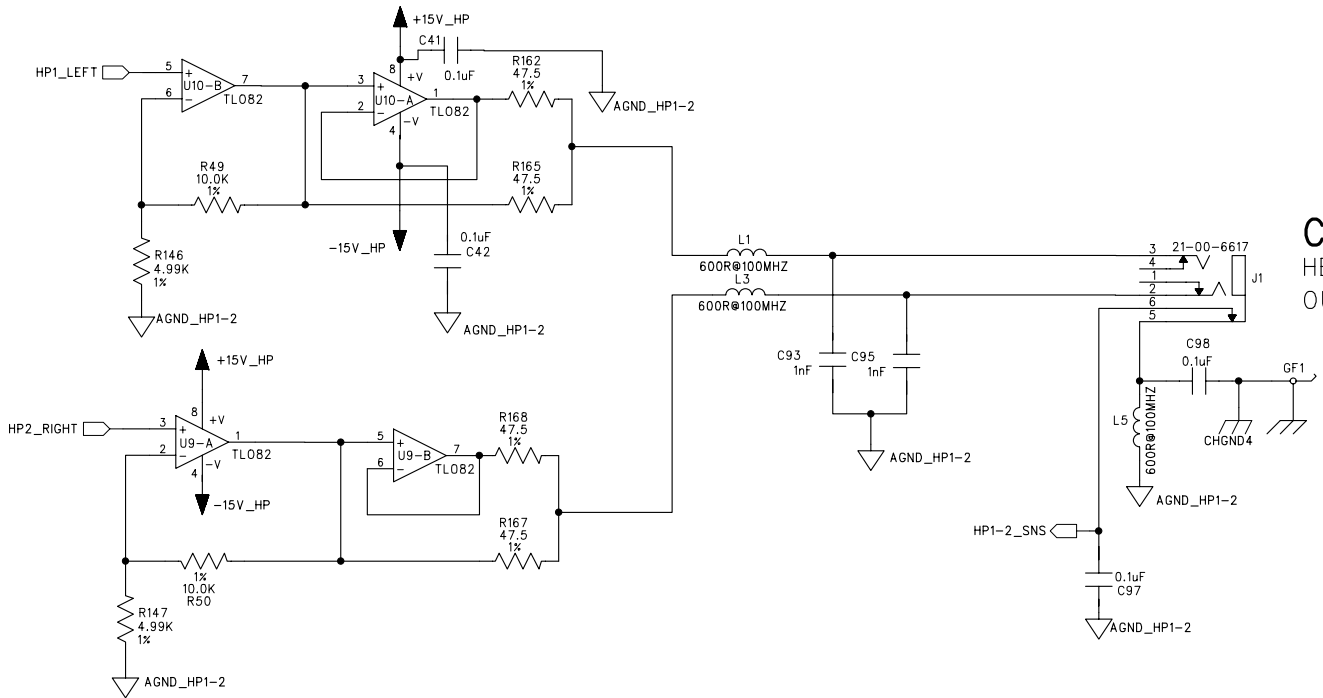 +15V_HP
C41
0.1uF
R162
47.5
1%
HP1_LEFT
5
6
+
−
U10-B
7
TL082
3
2
+
−
U10-A
8
+V
1
TL082
4
−V
AGND_HP1-2
R49
10.0K
1%
R165
47.5
1%
R146
4.99K
1%
AGND_HP1-2
-15V_HP
0.1uF
C42
AGND_HP1-2
L1
600R@100MHZ
L3
600R@100MHZ
3
4
1
2
6
5
21-00-6617
J1
C
HE
OU
C93
1nF
C95
1nF
AGND_HP1-2
C98
0.1uF
GF1
CHGND4
L5
600R@100MHZ
AGND_HP1-2
HP1-2_SNS
0.1uF
C97
AGND_HP1-2
+15V_HP
HP2_RIGHT
3
2
+
−
U9-A
8
+V
1
TL082
4
−V
-15V_HP
5
6
+
−
U9-B
7
TL082
R168
47.5
1%
R167
47.5
1%
1%
10.0K
R50
R147
4.99K
1%
AGND_HP1-2